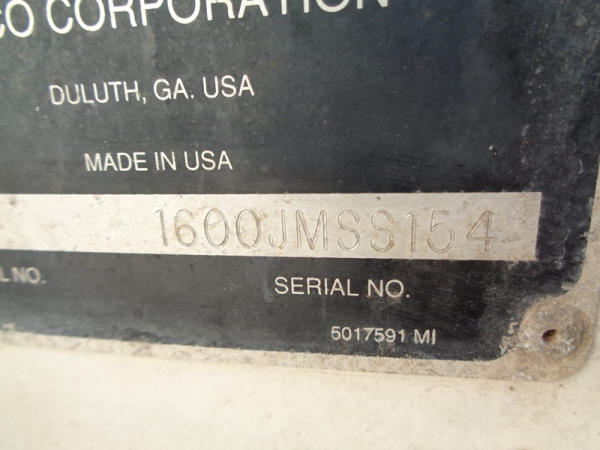 CO CORPORATION
DULUTH, GA. USA
MADE IN USA
1600JMSS154
L NO. SERIAL NO.
5017591 MI